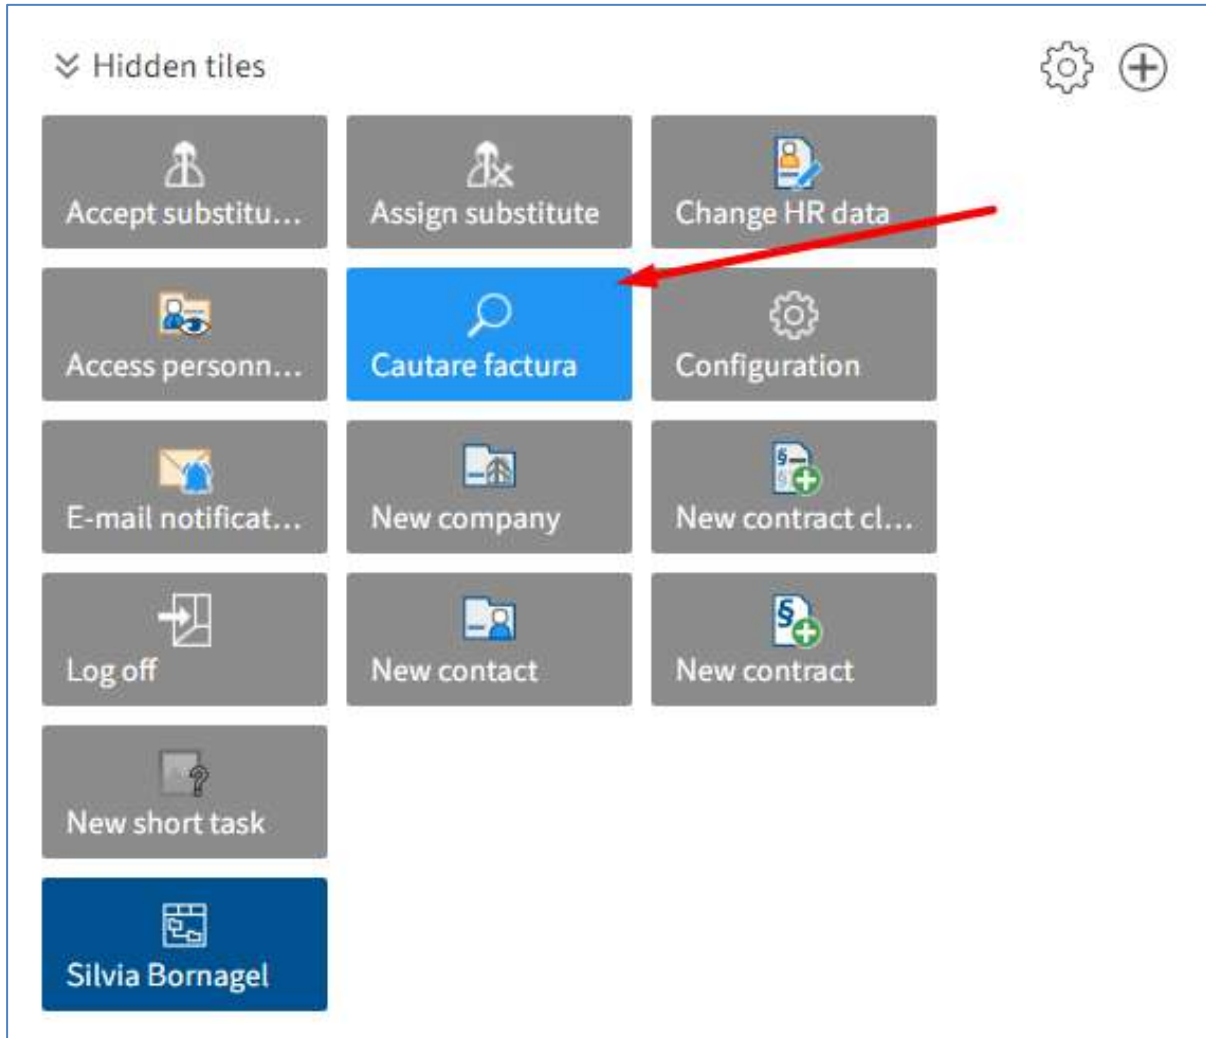 Hidden tiles
Accept substitu...
Assign substitute
Change HR data
Access personn...
Cautare factura
Configuration
E-mail notificat...
New company
New contract cl...
Log off
New contact
New contract
New short task
Silvia Bornagel